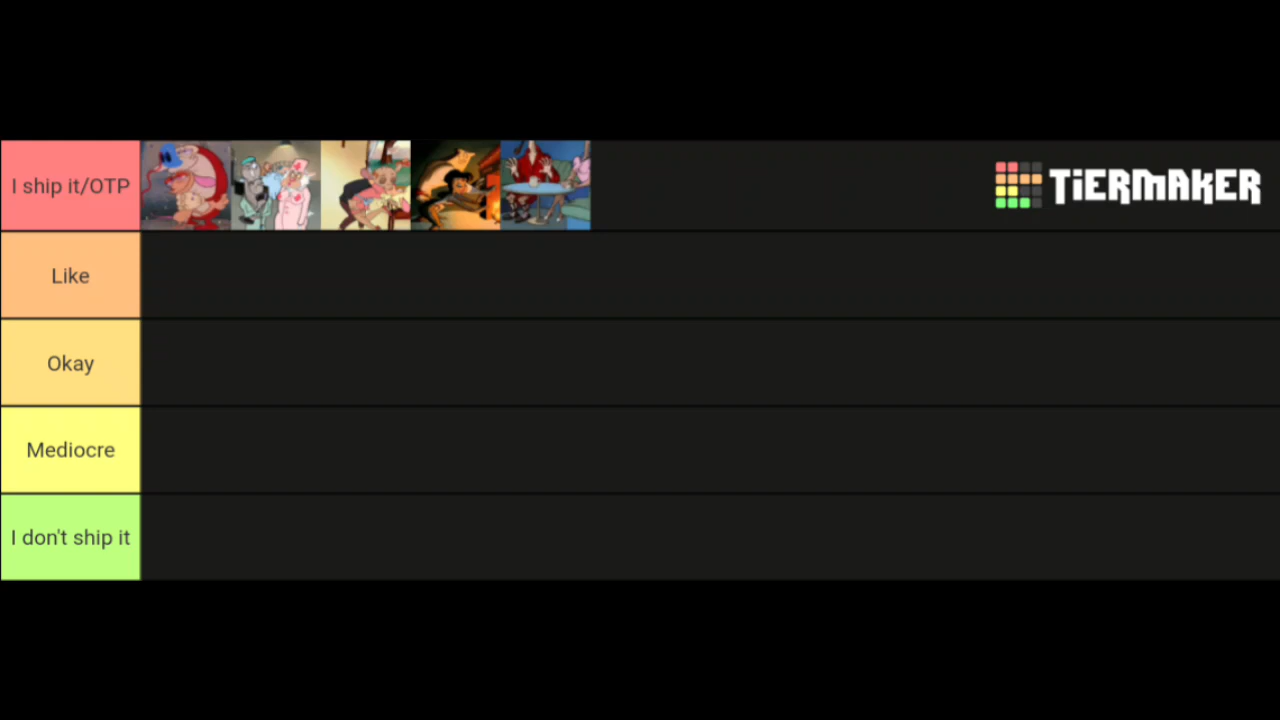 I ship it/OTP
TiERMAKER
Like
Okay
Mediocre
I don't ship it